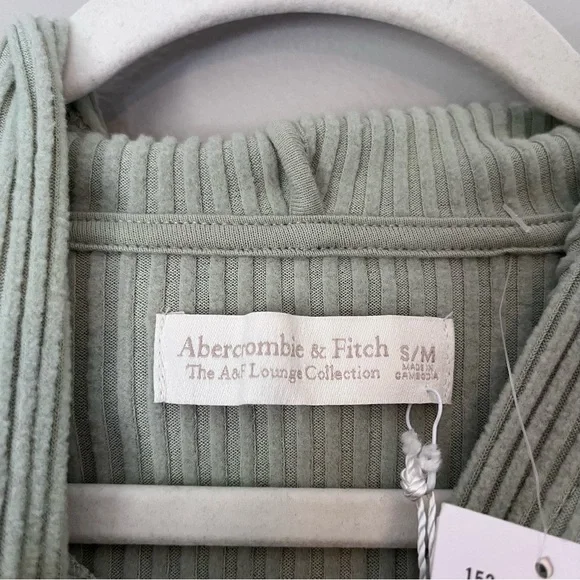 Abercrombie & Fitch
The A&F Lounge Collection
S/M
MADE IN
CAMBODIA